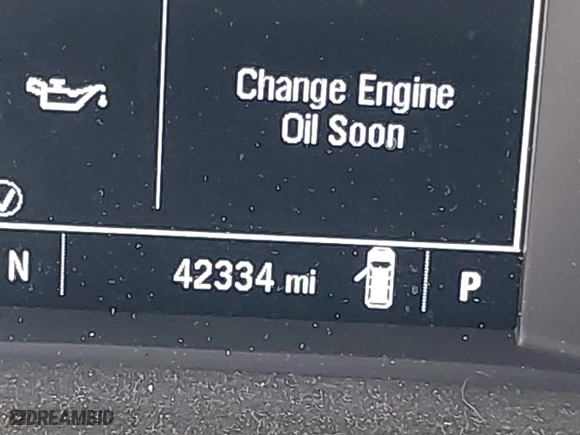 Change Engine
Oil Soon
N
42334 mi
P
DREAMBID